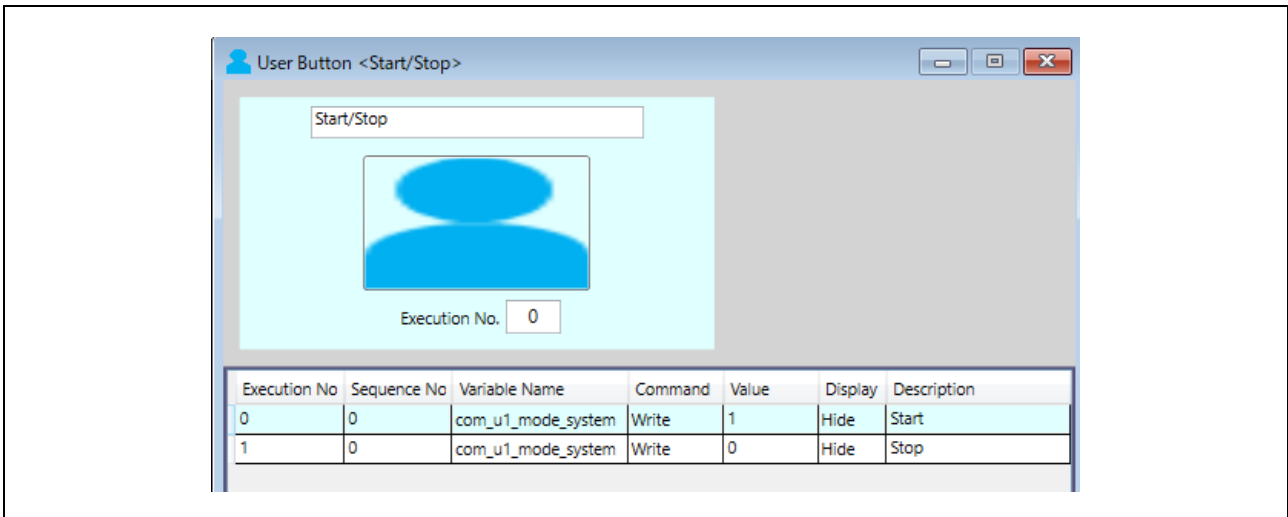 User Button <Start/Stop>
Start/Stop
Execution No. 0
Execution No Sequence No Variable Name Command Value Display Description
0 0 com_u1_mode_system Write 1 Hide Start
1 0 com_u1_mode_system Write 0 Hide Stop